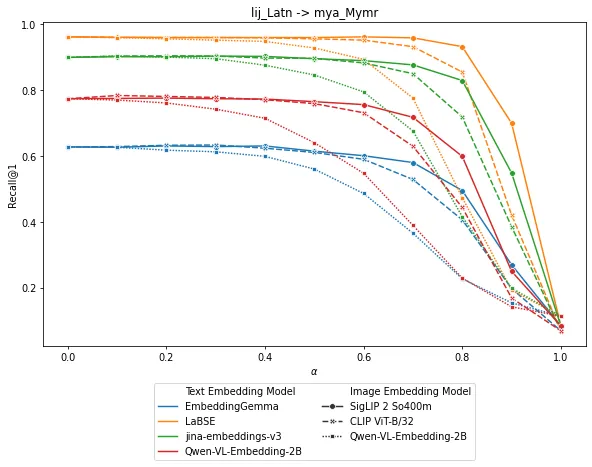 lij_Latn -> mya_Mymr
Recall@1
1.0
0.8
0.6
0.4
0.2
0.0 0.2 0.4 0.6 0.8 1.0
α
Text Embedding Model
EmbeddingGemma
LaBSE
jina-embeddings-v3
Qwen-VL-Embedding-2B
Image Embedding Model
SigLIP 2 So400m
CLIP ViT-B/32
Qwen-VL-Embedding-2B